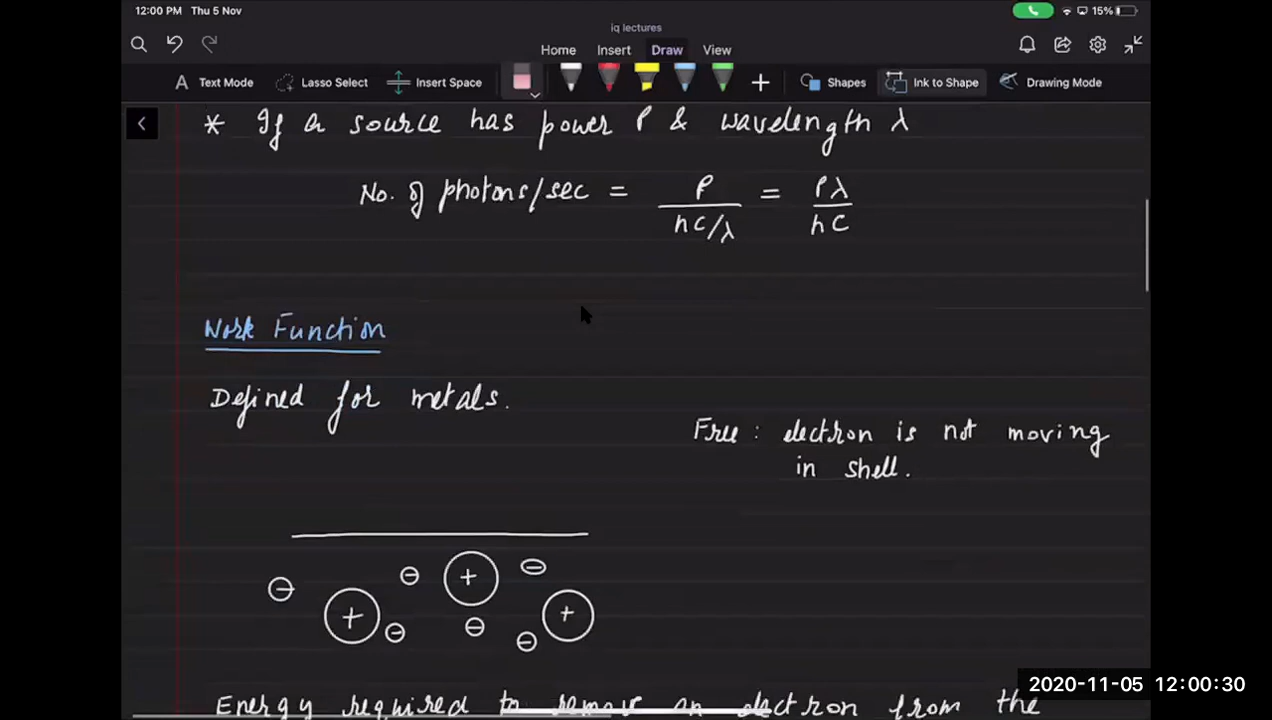 12:00 PM Thu 5 Nov
15%
iq lectures
Home Insert Draw View
Text Mode Lasso Select Insert Space Shapes Ink to Shape Drawing Mode
* If a source has power P & wavelength λ
No. of photons/sec = P / hc/λ = Pλ / hc
Work Function
Defined for metals.
Free : electron is not moving
in shell.
⊖ + ⊖ + ⊖ ⊖ ⊖ ⊖ +
Energy required to remove an electron from the
2020-11-05 12:00:30